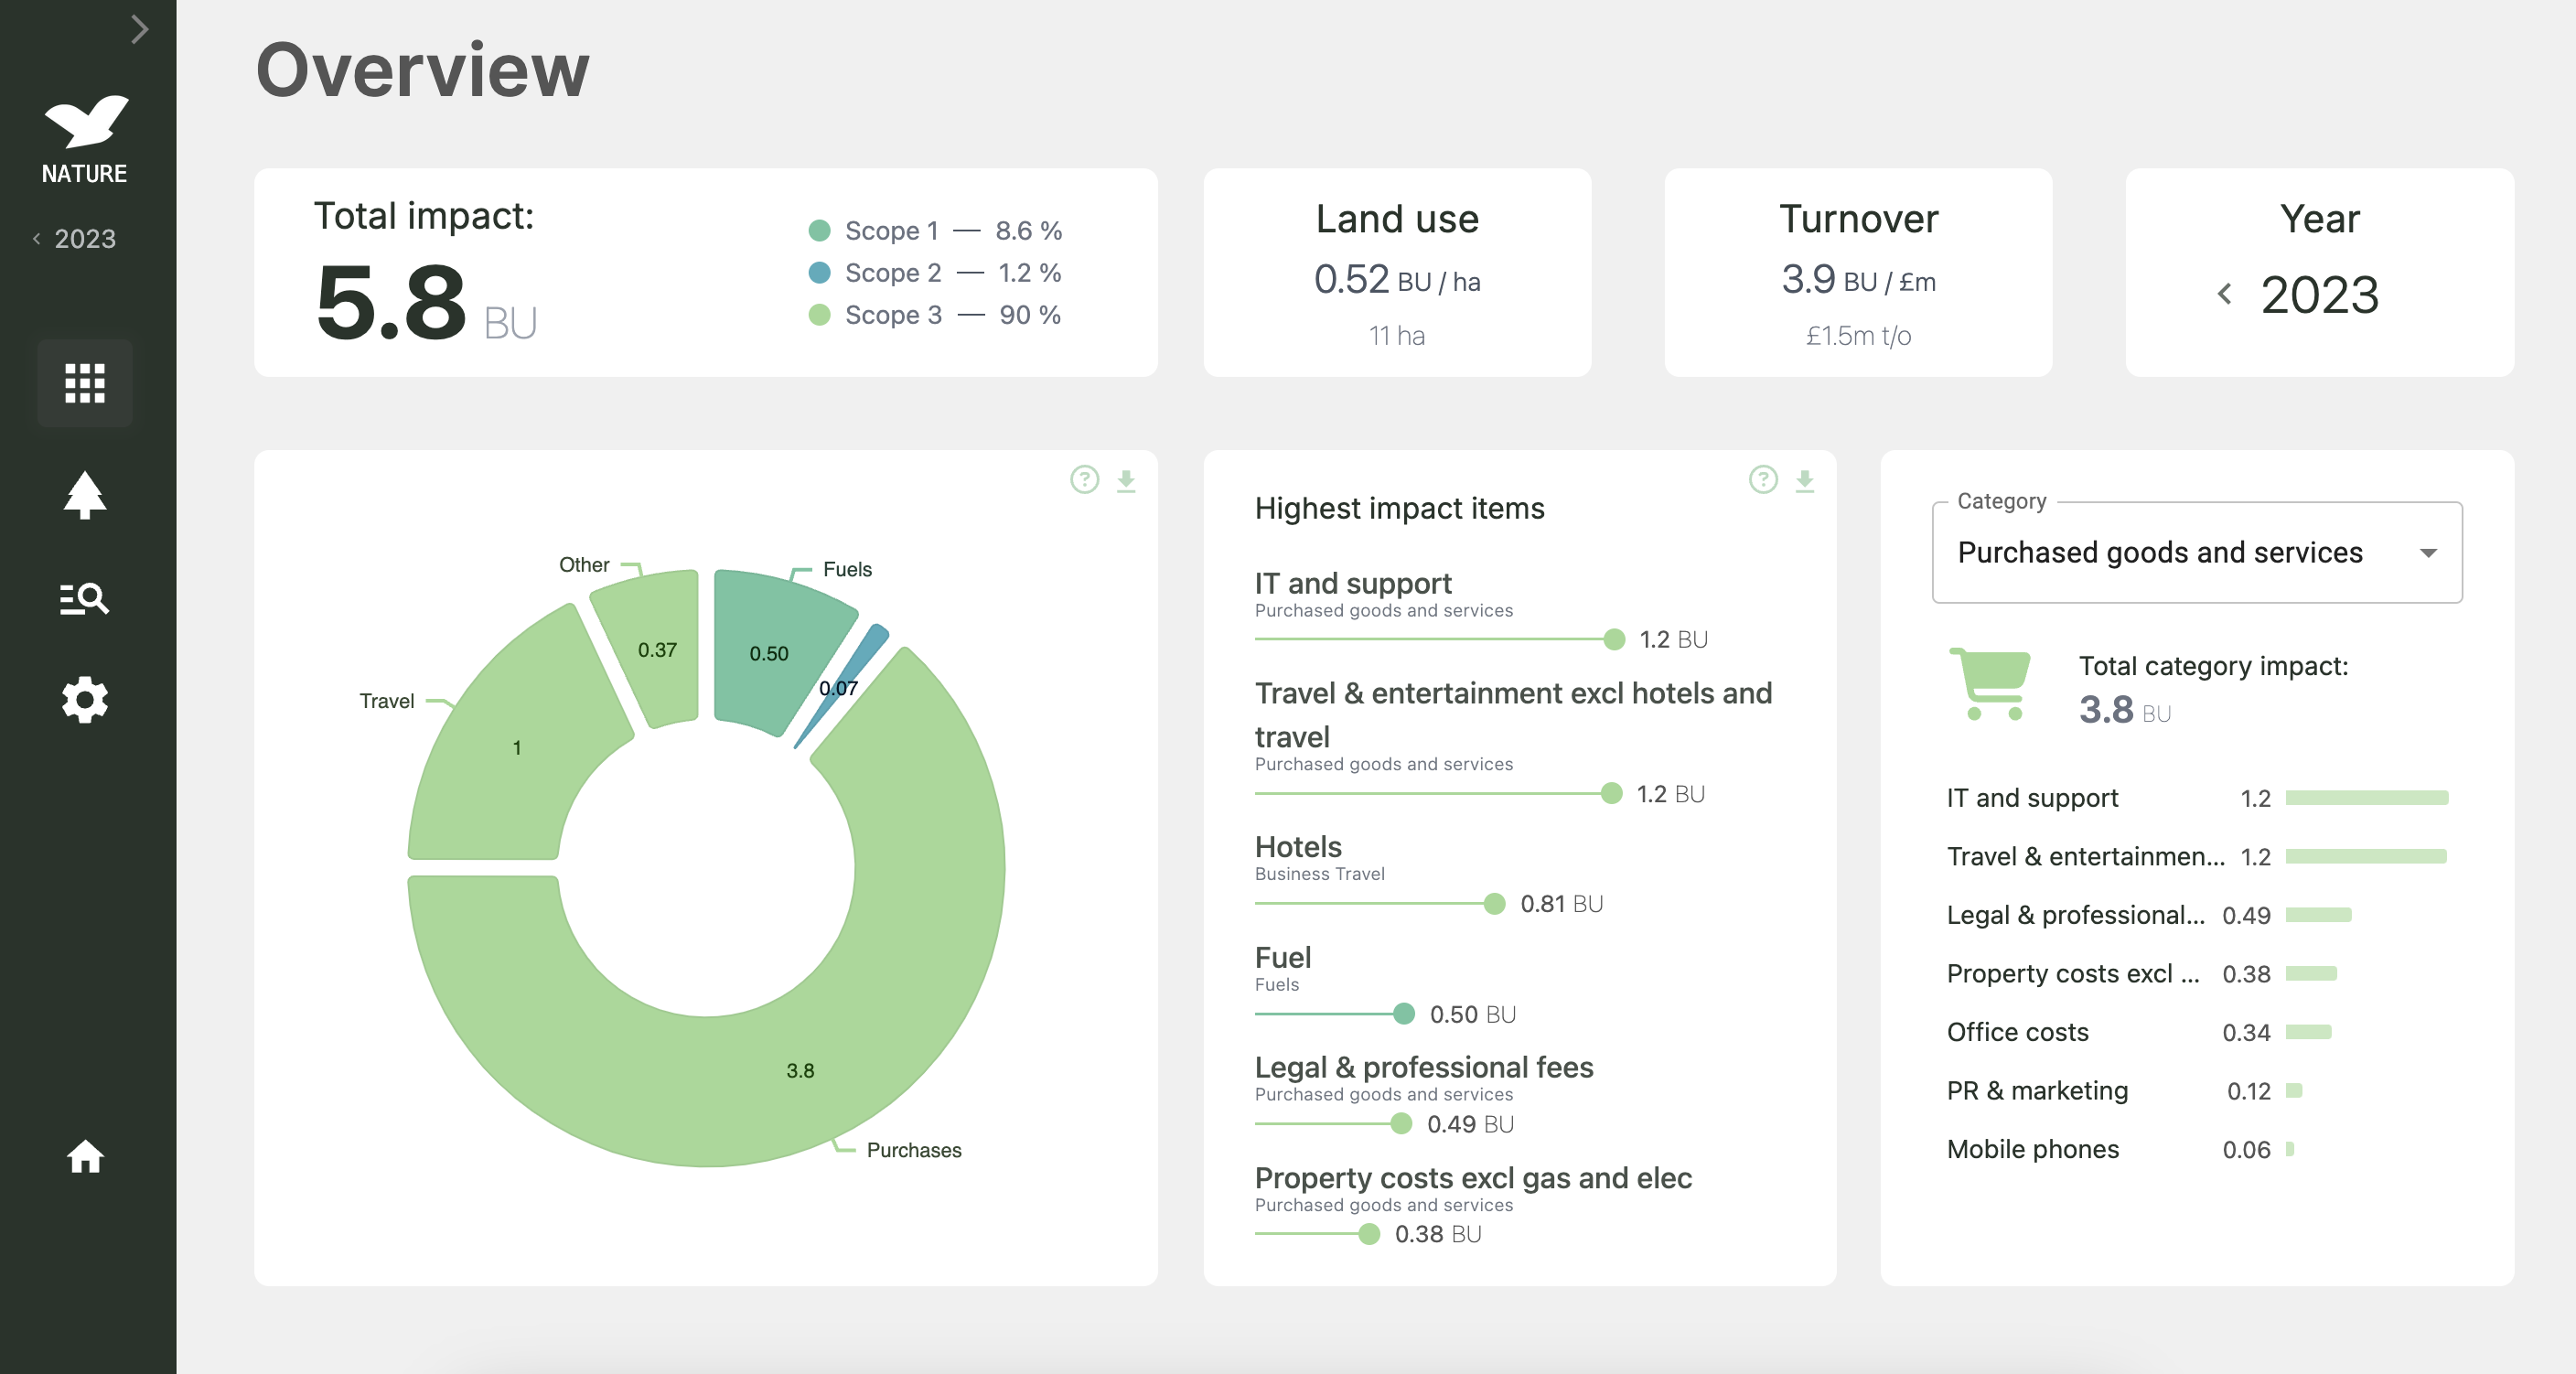 NATURE
2023
Overview
Total impact:
5.8 BU
Scope 1 — 8.6 %
Scope 2 — 1.2 %
Scope 3 — 90 %
Land use
0.52 BU / ha
11 ha
Turnover
3.9 BU / £m
£1.5m t/o
Year
2023
Other
Fuels
0.37
0.50
0.07
Travel
1
3.8
Purchases
Highest impact items
IT and support
Purchased goods and services
1.2 BU
Travel & entertainment excl hotels and
travel
Purchased goods and services
1.2 BU
Hotels
Business Travel
0.81 BU
Fuel
Fuels
0.50 BU
Legal & professional fees
Purchased goods and services
0.49 BU
Property costs excl gas and elec
Purchased goods and services
0.38 BU
Category
Purchased goods and services
Total category impact:
3.8 BU
IT and support 1.2
Travel & entertainmen... 1.2
Legal & professional... 0.49
Property costs excl ... 0.38
Office costs 0.34
PR & marketing 0.12
Mobile phones 0.06